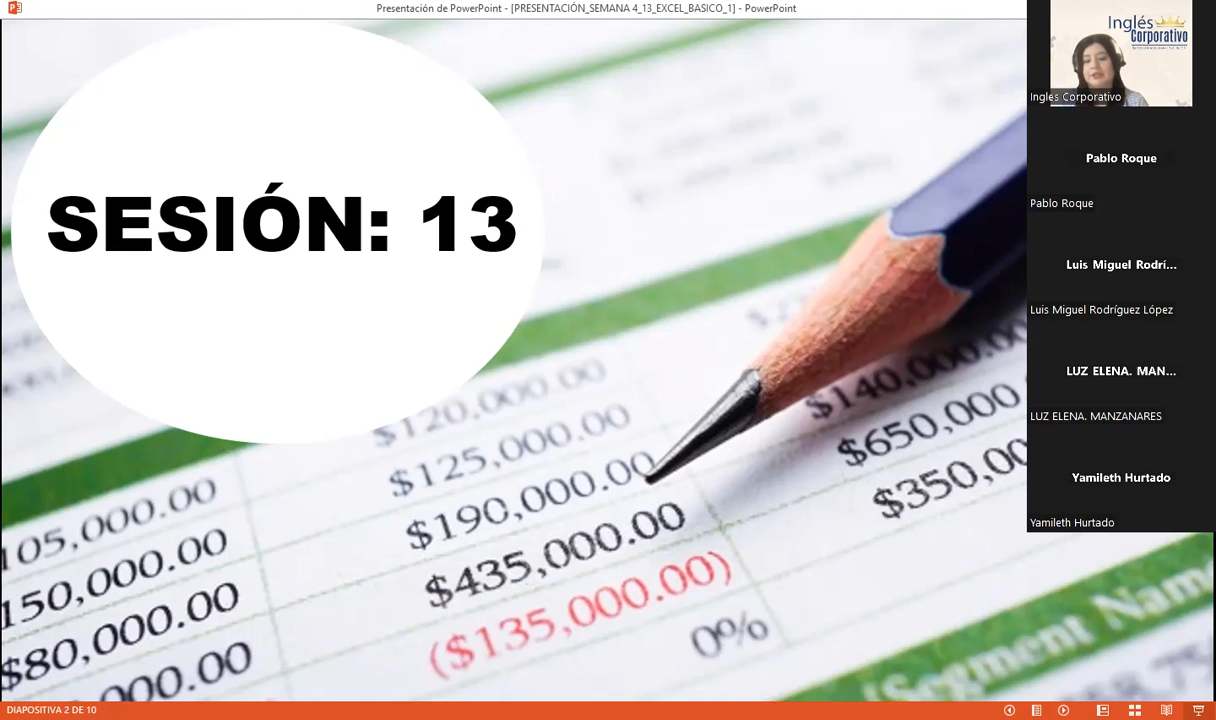 Presentación de PowerPoint - [PRESENTACIÓN_SEMANA 4_13_EXCEL_BASICO_1] - PowerPoint
SESIÓN: 13
$120,000.00
$125,000.00
$190,000.00
$435,000.00
($135,000.00)
0%
105,000.00
150,000.00
$80,000.00
$140,000.00
$650,000
$350,00
Segment Nam
Inglés
Corporativo
Ingles Corporativo
Pablo Roque
Pablo Roque
Luis Miguel Rodrí...
Luis Miguel Rodríguez López
LUZ ELENA. MAN...
LUZ ELENA. MANZANARES
Yamileth Hurtado
Yamileth Hurtado
DIAPOSITIVA 2 DE 10